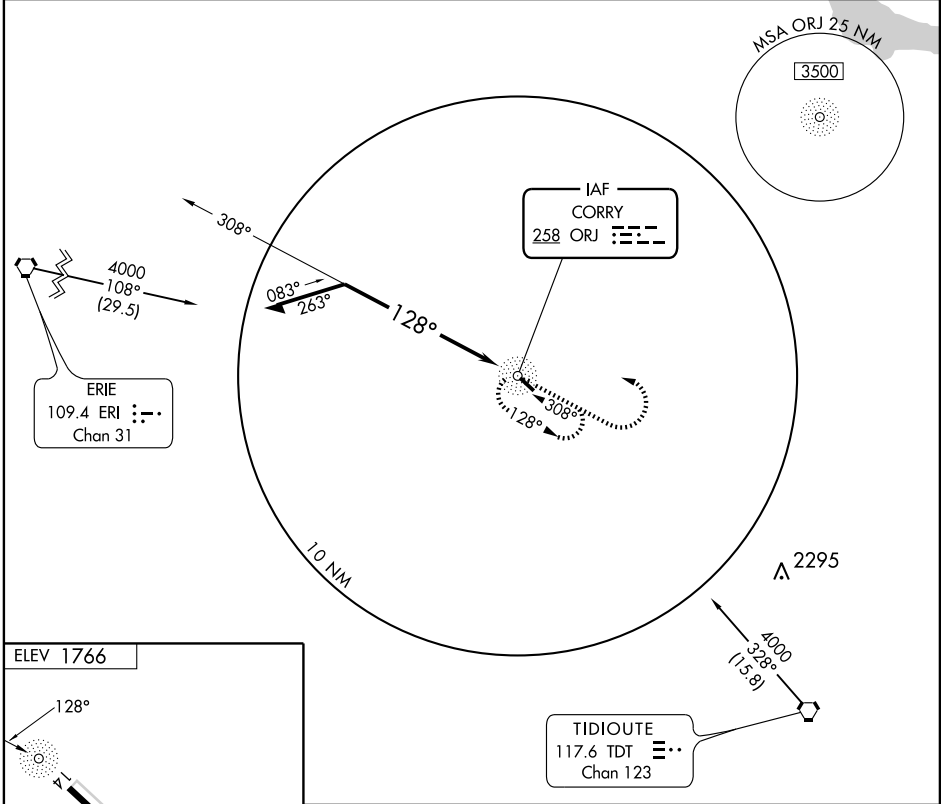 MSA ORJ 25 NM
3500
IAF
CORRY
258 ORJ
308°
4000
108°
(29.5)
083°
263°
128°
308°
128°
ERIE
109.4 ERI
Chan 31
10 NM
2295
4000
328°
(15.8)
TIDIOUTE
117.6 TDT
Chan 123
ELEV 1766
128°
14